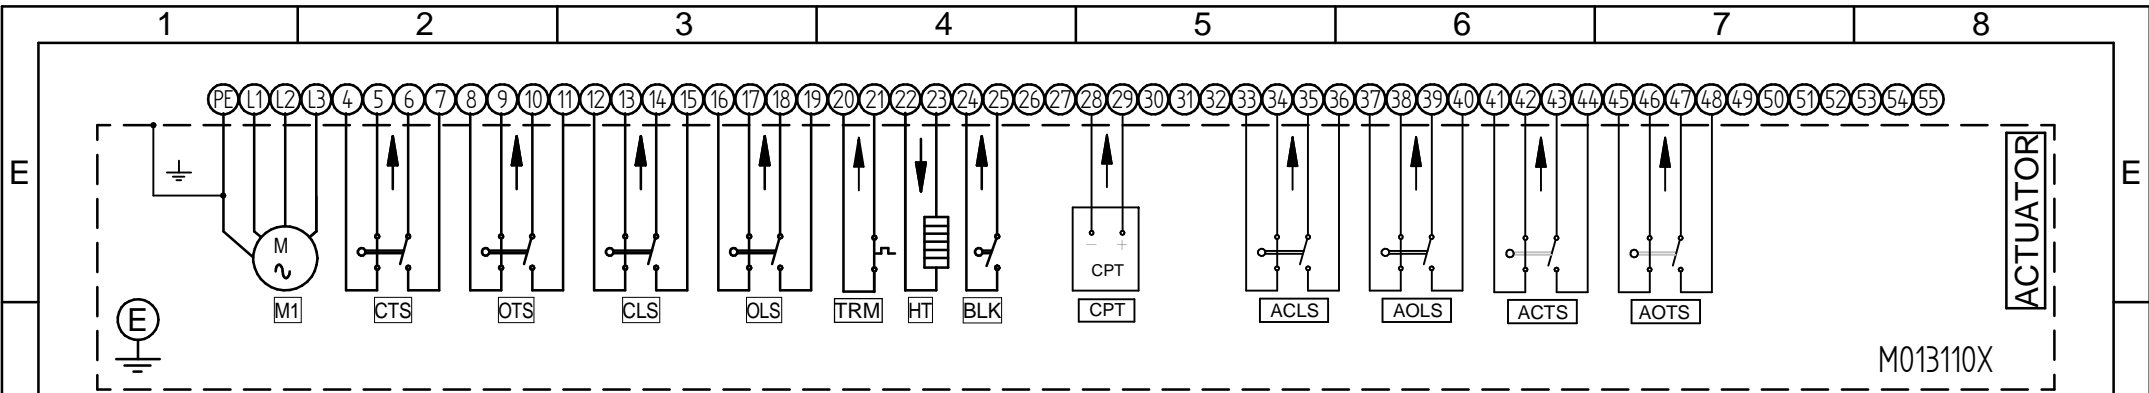 1 2 3 4 5 6 7 8
PE L1 L2 L3 4 5 6 7 8 9 10 11 12 13 14 15 16 17 18 19 20 21 22 23 24 25 26 27 28 29 30 31 32 33 34 35 36 37 38 39 40 41 42 43 44 45 46 47 48 49 50 51 52 53 54 55
E E
ACTUATOR
M
- +
CPT
M1 CTS OTS CLS OLS TRM HT BLK CPT ACLS AOLS ACTS AOTS
E
M013110X